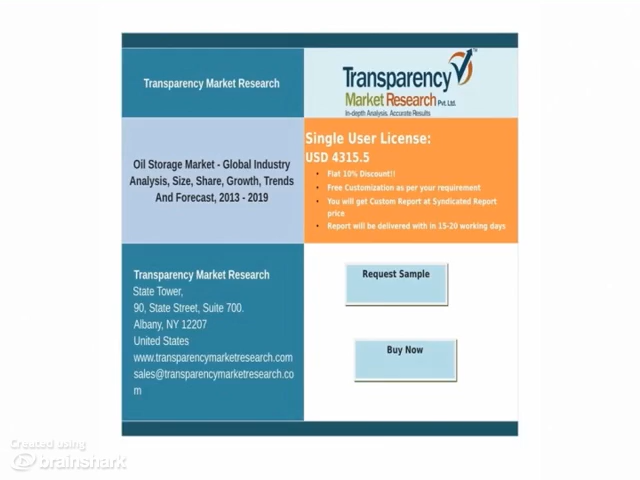 Transparency Market Research
Transparency
TM
Market Research Pvt. Ltd.
In-depth Analysis, Accurate Results
Oil Storage Market - Global Industry
Analysis, Size, Share, Growth, Trends
And Forecast, 2013 - 2019
Single User License:
USD 4315.5
• Flat 10% Discount!!
• Free Customization as per your requirement
• You will get Custom Report at Syndicated Report
price
• Report will be delivered with in 15-20 working days
Transparency Market Research
State Tower,
90, State Street, Suite 700.
Albany, NY 12207
United States
www.transparencymarketresearch.com
sales@transparencymarketresearch.co
m
Request Sample
Buy Now
Created using
brainshark